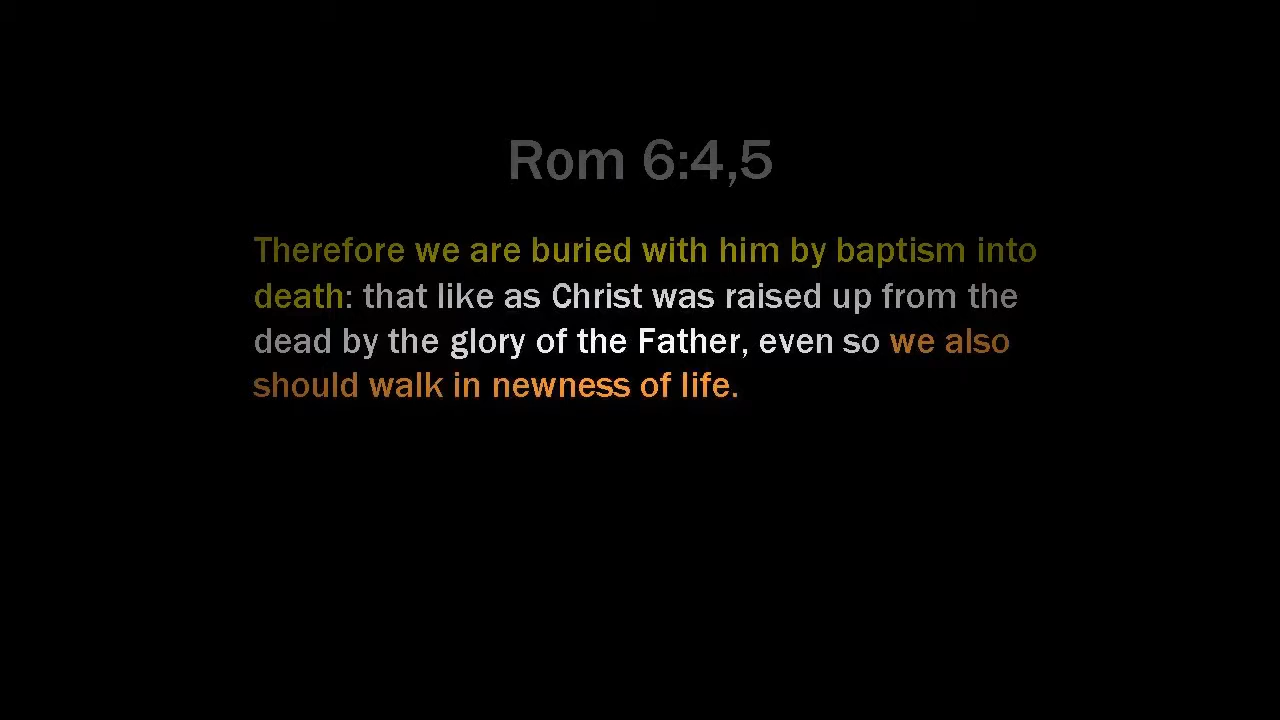 Rom 6:4,5
Therefore we are buried with him by baptism into
death: that like as Christ was raised up from the
dead by the glory of the Father, even so we also
should walk in newness of life.